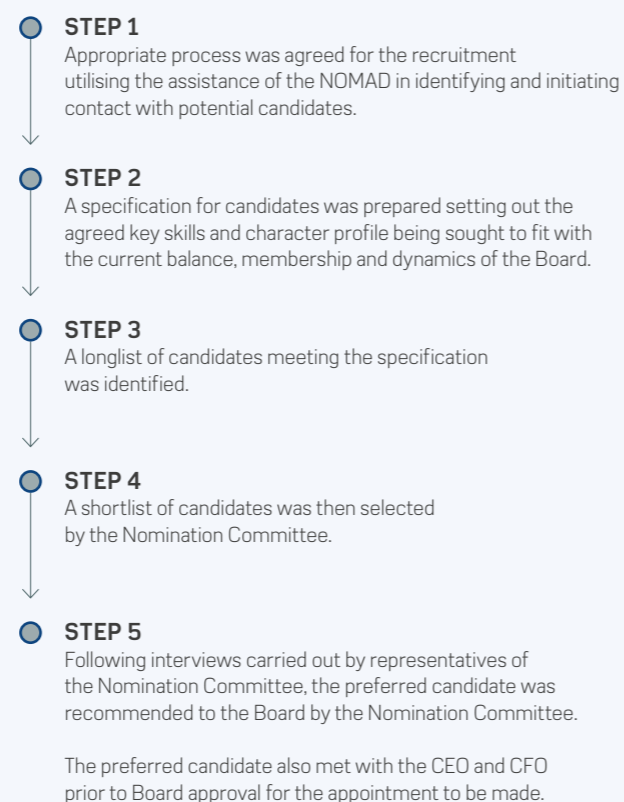 STEP 1
Appropriate process was agreed for the recruitment
utilising the assistance of the NOMAD in identifying and initiating
contact with potential candidates.
STEP 2
A specification for candidates was prepared setting out the
agreed key skills and character profile being sought to fit with
the current balance, membership and dynamics of the Board.
STEP 3
A longlist of candidates meeting the specification
was identified.
STEP 4
A shortlist of candidates was then selected
by the Nomination Committee.
STEP 5
Following interviews carried out by representatives of
the Nomination Committee, the preferred candidate was
recommended to the Board by the Nomination Committee.
The preferred candidate also met with the CEO and CFO
prior to Board approval for the appointment to be made.